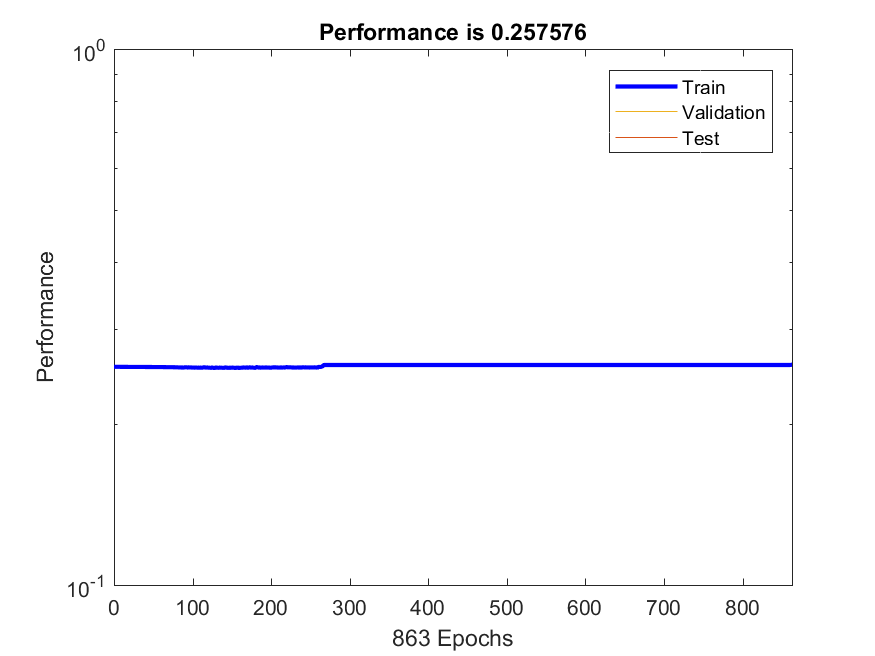 Performance is 0.257576
10^0
Train
Validation
Test
Performance
10^-1
0 100 200 300 400 500 600 700 800
863 Epochs